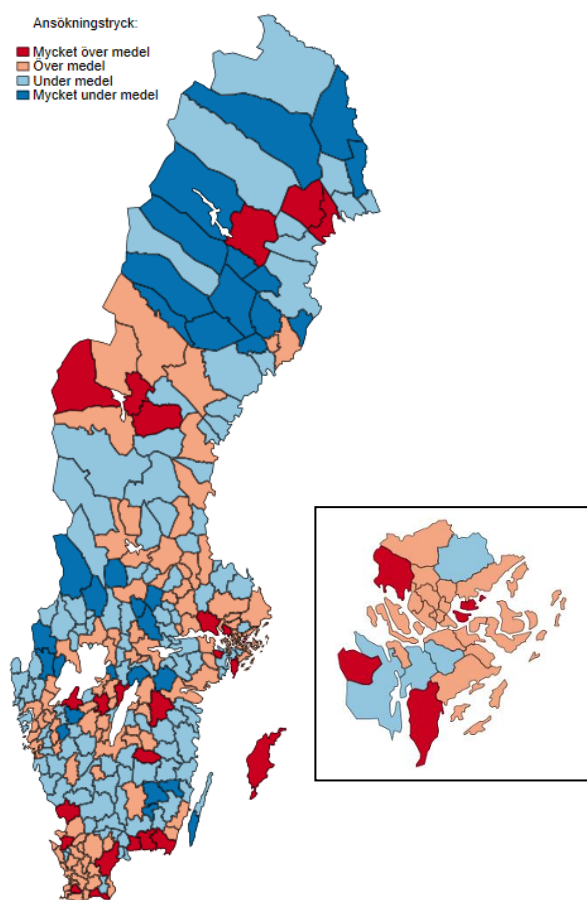 Ansökningstryck:
Mycket över medel
Över medel
Under medel
Mycket under medel